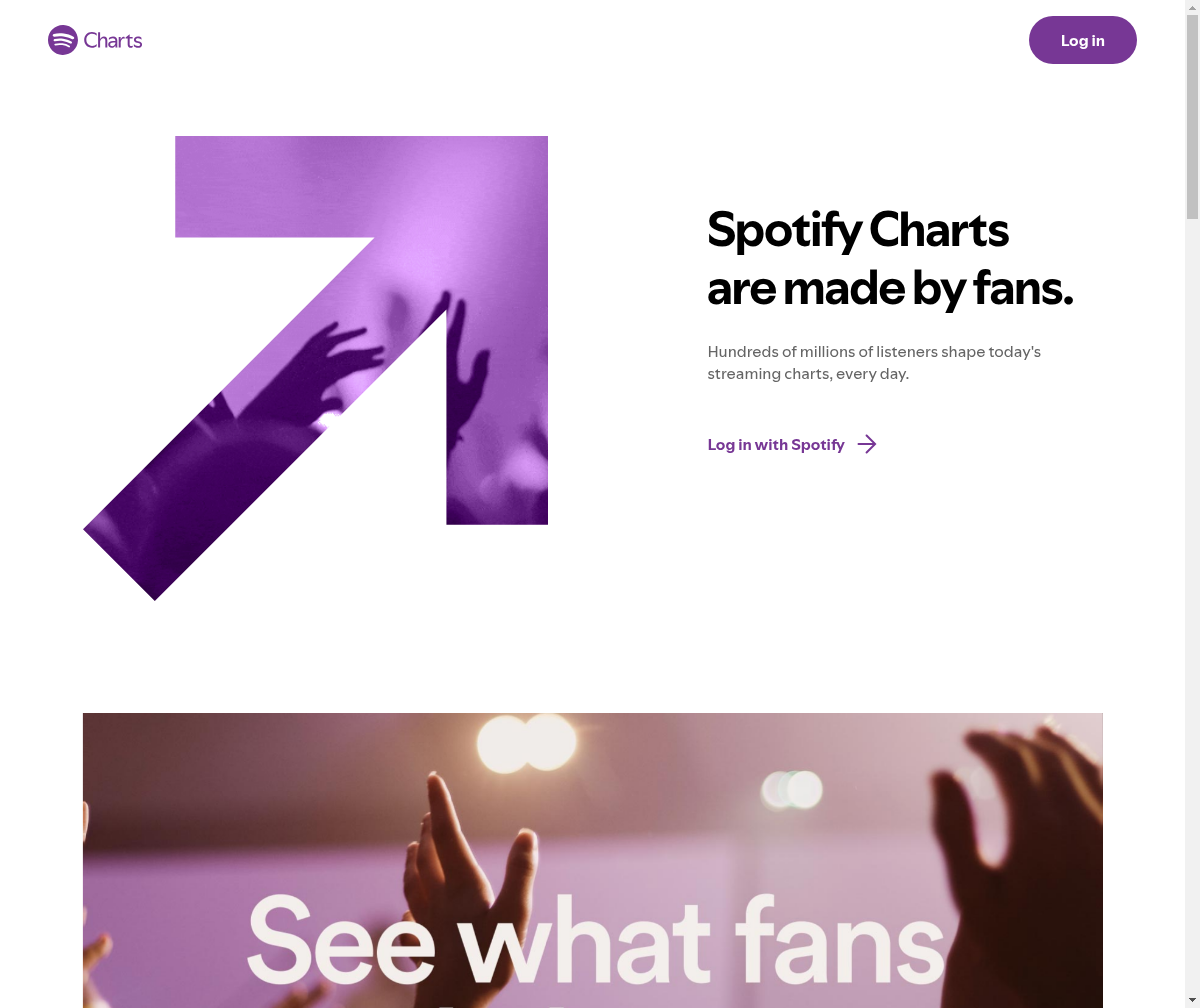 Charts
Log in
Spotify Charts
are made by fans.
Hundreds of millions of listeners shape today's
streaming charts, every day.
Log in with Spotify
See what fans